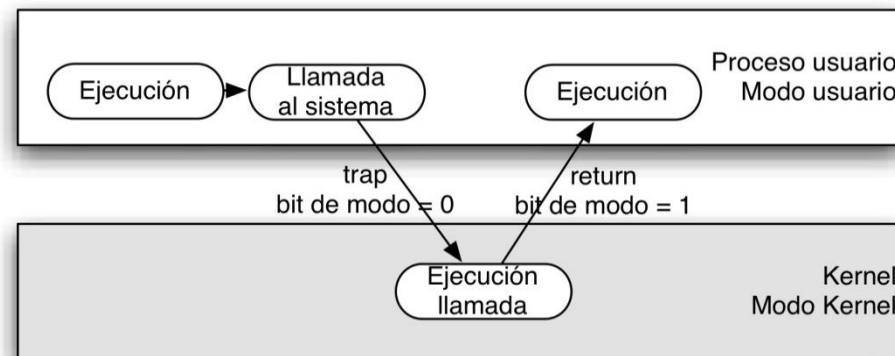 Ejecución
Llamada
al sistema
Ejecución
Proceso usuario
Modo usuario
trap
bit de modo = 0
return
bit de modo = 1
Ejecución
llamada
Kernel
Modo Kernel